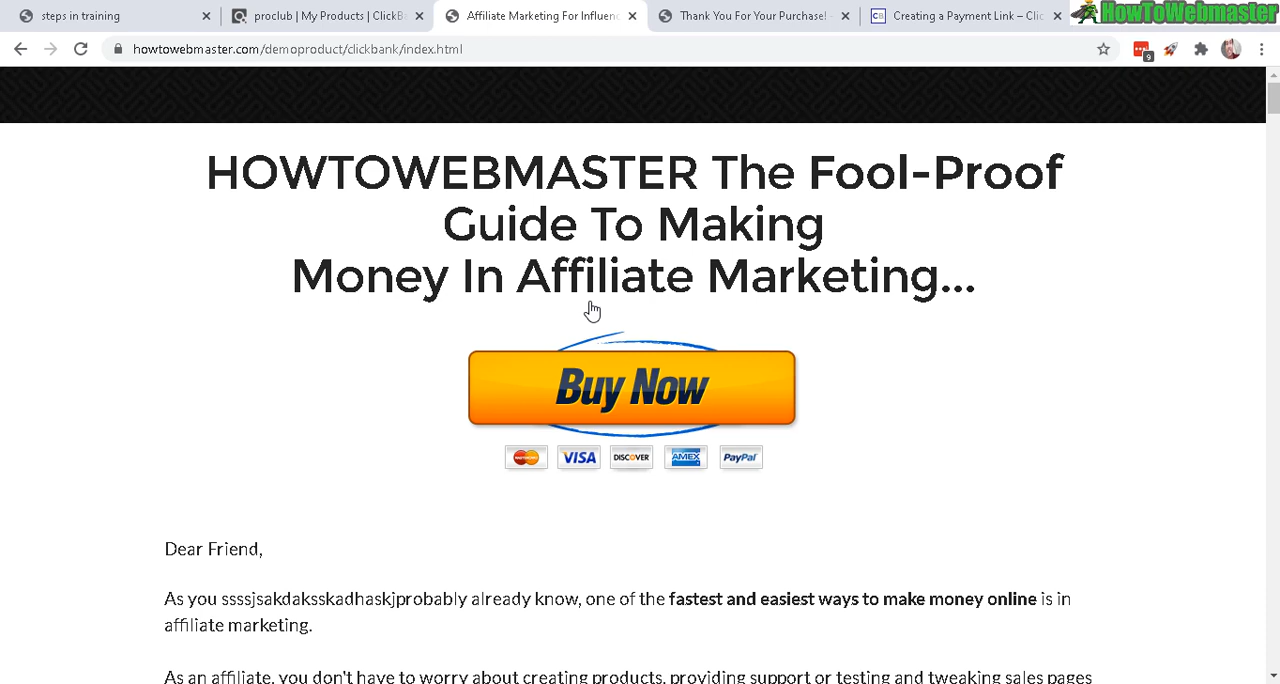 steps in training
proclub | My Products | ClickB
Affiliate Marketing For Influen
Thank You For Your Purchase! -
Creating a Payment Link – Clic
HowToWebmaster
howtowebmaster.com/demoproduct/clickbank/index.html
9
HOWTOWEBMASTER The Fool-Proof
Guide To Making
Money In Affiliate Marketing...
Buy Now
MasterCard VISA DISCOVER AMEX PayPal
Dear Friend,
As you ssssjsakdaksskadhaskjprobably already know, one of the fastest and easiest ways to make money online is in
affiliate marketing.
As an affiliate, you don't have to worry about creating products, providing support or testing and tweaking sales pages